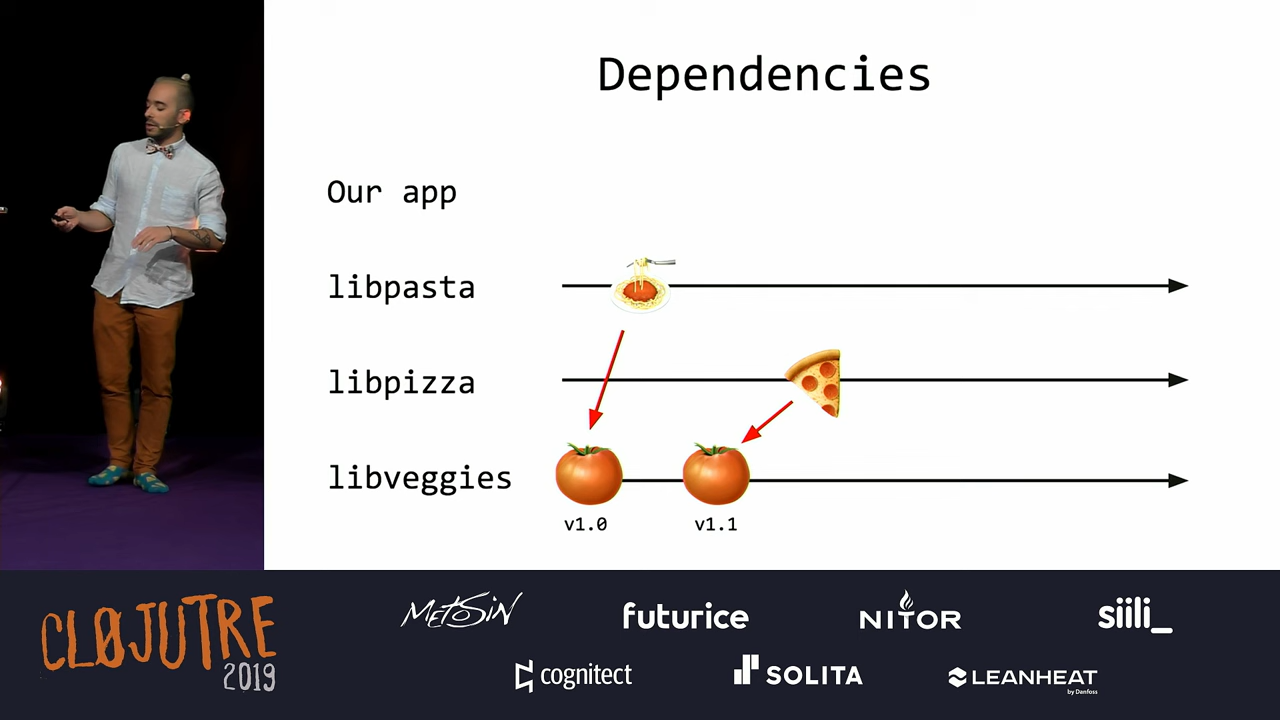 Dependencies
Our app
libpasta
libpizza
libveggies
v1.0 v1.1
CLØJUTRE
2019
METOSIN
futurice
NITOR
siili_
cognitect
SOLITA
LEANHEAT
by Danfoss